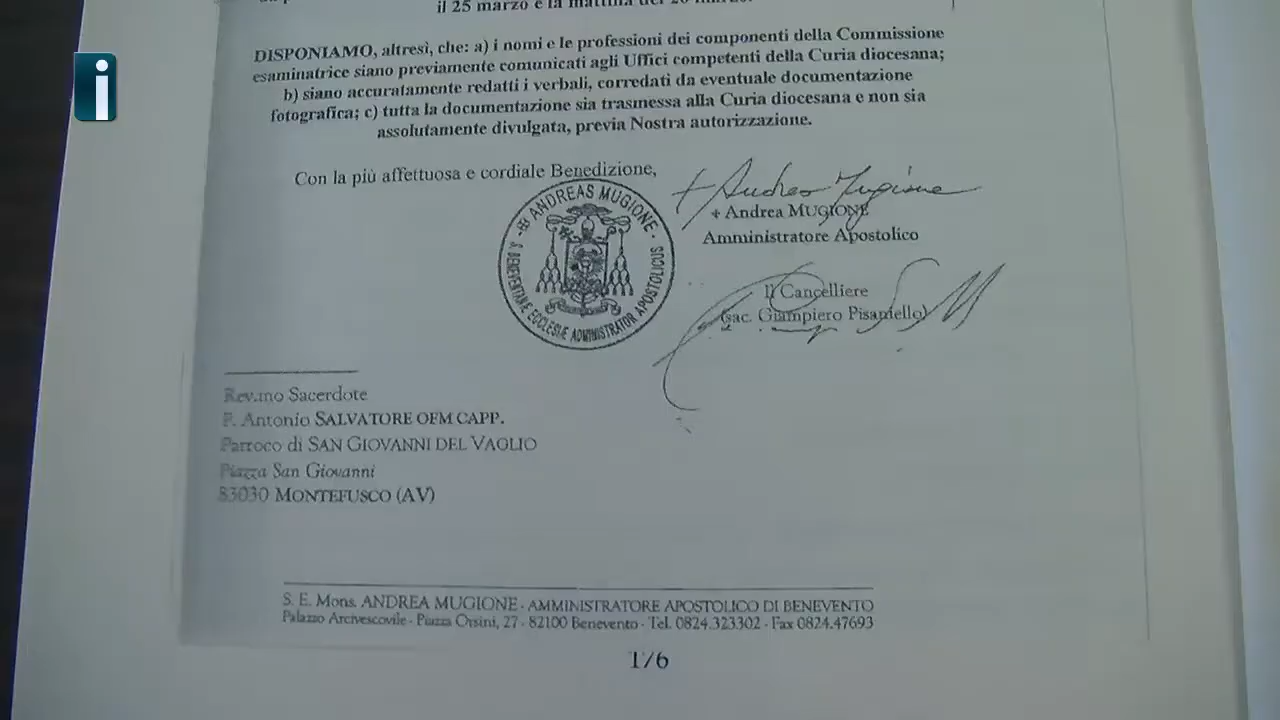 il 25 marzo e la mattina del 26 marzo.
DISPONIAMO, altresì, che: a) i nomi e le professioni dei componenti della Commissione
esaminatrice siano previamente comunicati agli Uffici competenti della Curia diocesana;
b) siano accuratamente redatti i verbali, corredati da eventuale documentazione
fotografica; c) tutta la documentazione sia trasmessa alla Curia diocesana e non sia
assolutamente divulgata, previa Nostra autorizzazione.
Con la più affettuosa e cordiale Benedizione,
+ Andrea Mugione
+ Andrea MUGIONE
Amministratore Apostolico
ANDREAS MUGIONE
S. BENEVENTANÆ ECCLESIÆ ADMINISTRATOR APOSTOLICUS
Il Cancelliere
(sac. Giampiero Pisaniello)
Rev.mo Sacerdote
P. Antonio SALVATORE OFM CAPP.
Parroco di SAN GIOVANNI DEL VAGLIO
Piazza San Giovanni
83030 MONTEFUSCO (AV)
S. E. Mons. ANDREA MUGIONE - AMMINISTRATORE APOSTOLICO DI BENEVENTO
Palazzo Arcivescovile - Piazza Orsini, 27 - 82100 Benevento - Tel. 0824.323302 - Fax 0824.47693
1/6
i